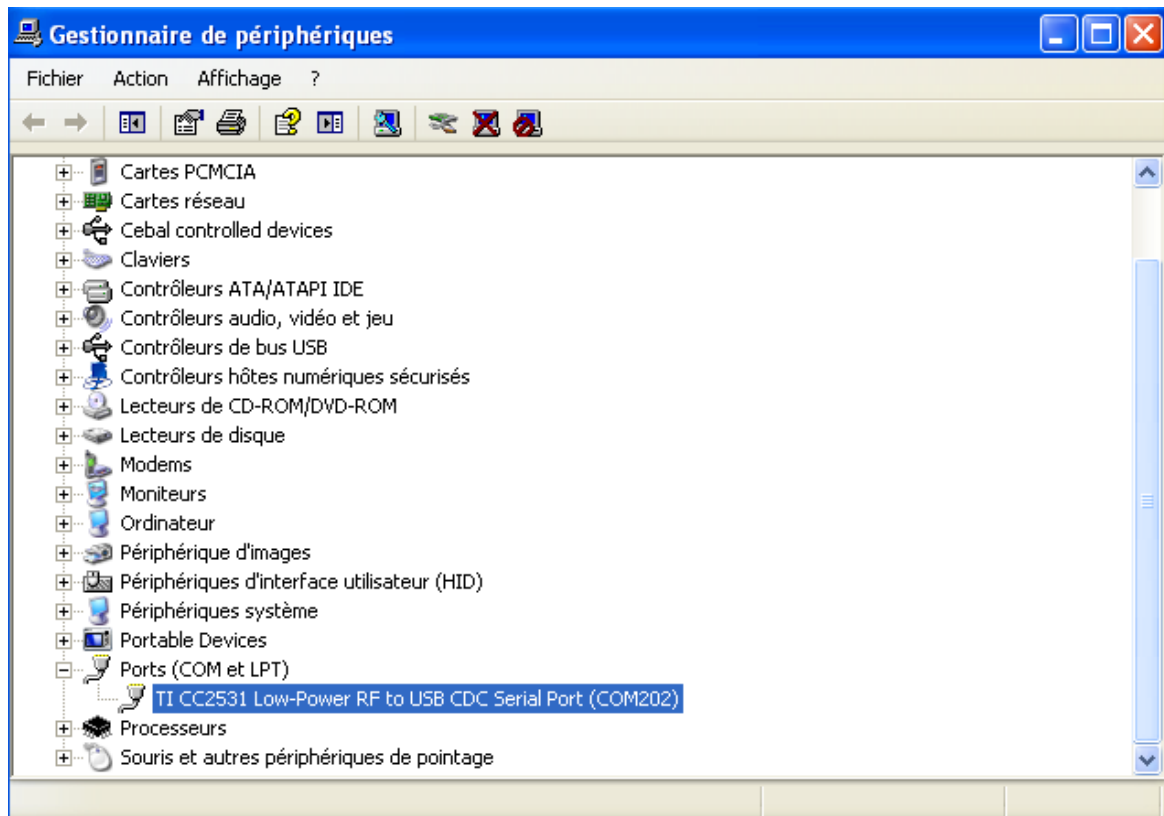 Gestionnaire de périphériques
Fichier Action Affichage ?
Cartes PCMCIA
Cartes réseau
Cebal controlled devices
Claviers
Contrôleurs ATA/ATAPI IDE
Contrôleurs audio, vidéo et jeu
Contrôleurs de bus USB
Contrôleurs hôtes numériques sécurisés
Lecteurs de CD-ROM/DVD-ROM
Lecteurs de disque
Modems
Moniteurs
Ordinateur
Périphérique d'images
Périphériques d'interface utilisateur (HID)
Périphériques système
Portable Devices
Ports (COM et LPT)
TI CC2531 Low-Power RF to USB CDC Serial Port (COM202)
Processeurs
Souris et autres périphériques de pointage